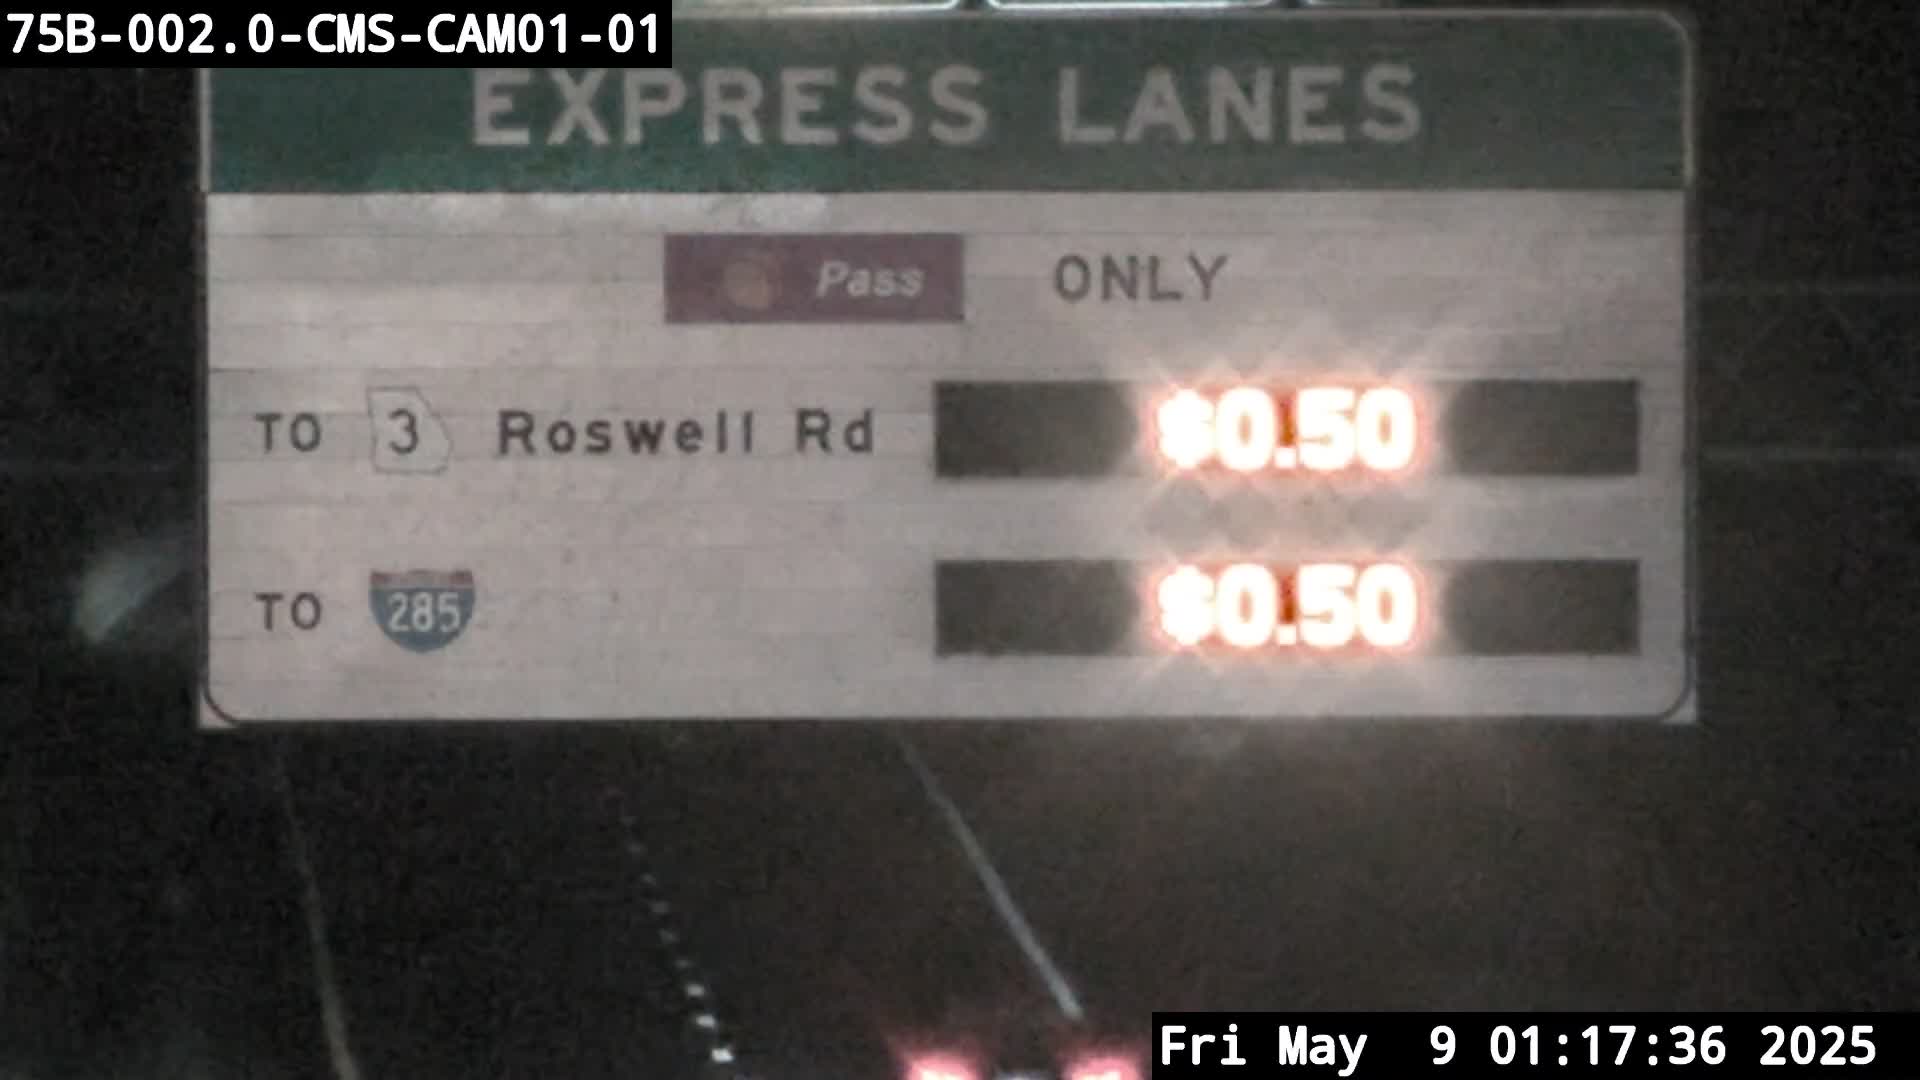 75B-002.0-CMS-CAM01-01
EXPRESS LANES
Pass ONLY
TO 3 Roswell Rd $0.50
TO 285 $0.50
Fri May 9 01:17:36 2025